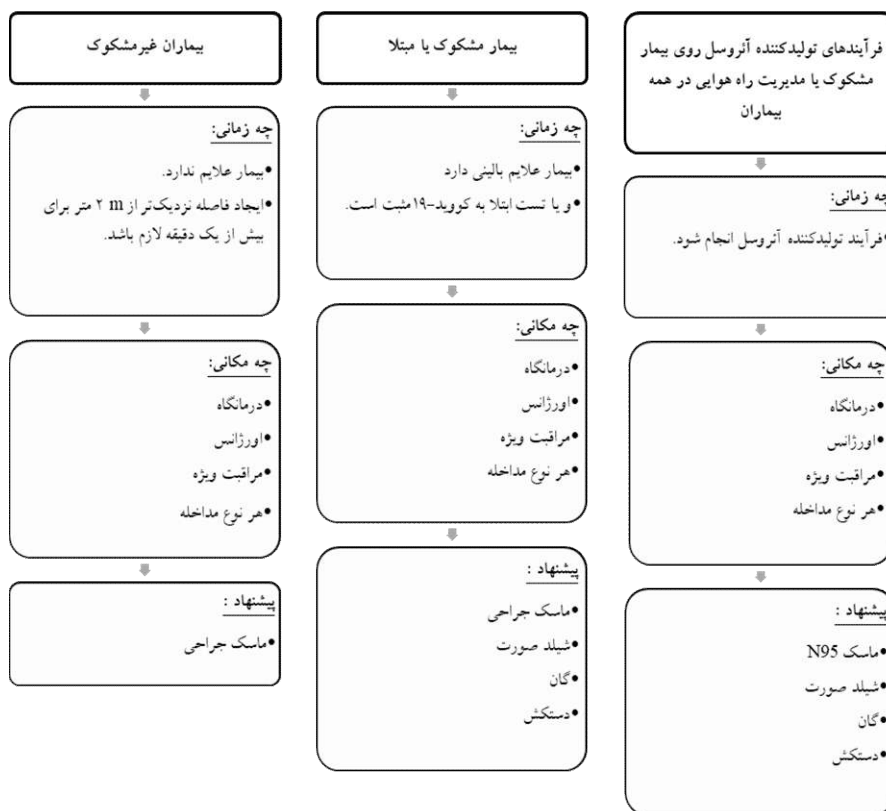 فرآیندهای تولیدکننده آئروسل روی بیمار
مشکوک یا مدیریت راه هوایی در همه
بیماران
چه زمانی:
•فرآیند تولیدکننده آئروسل انجام شود.
چه مکانی:
•درمانگاه
•اورژانس
•مراقبت ویژه
•هر نوع مداخله
پیشنهاد :
•ماسک N95
•شیلد صورت
•گان
•دستکش
بیمار مشکوک یا مبتلا
چه زمانی:
•بیمار علایم بالینی دارد
•و یا تست ابتلا به کووید-۱۹مثبت است.
چه مکانی:
•درمانگاه
•اورژانس
•مراقبت ویژه
•هر نوع مداخله
پیشنهاد :
•ماسک جراحی
•شیلد صورت
•گان
•دستکش
بیماران غیرمشکوک
چه زمانی:
•بیمار علایم ندارد.
•ایجاد فاصله نزدیک‌تر از ۲ m متر برای
بیش از یک دقیقه لازم باشد.
چه مکانی:
•درمانگاه
•اورژانس
•مراقبت ویژه
•هر نوع مداخله
پیشنهاد :
•ماسک جراحی